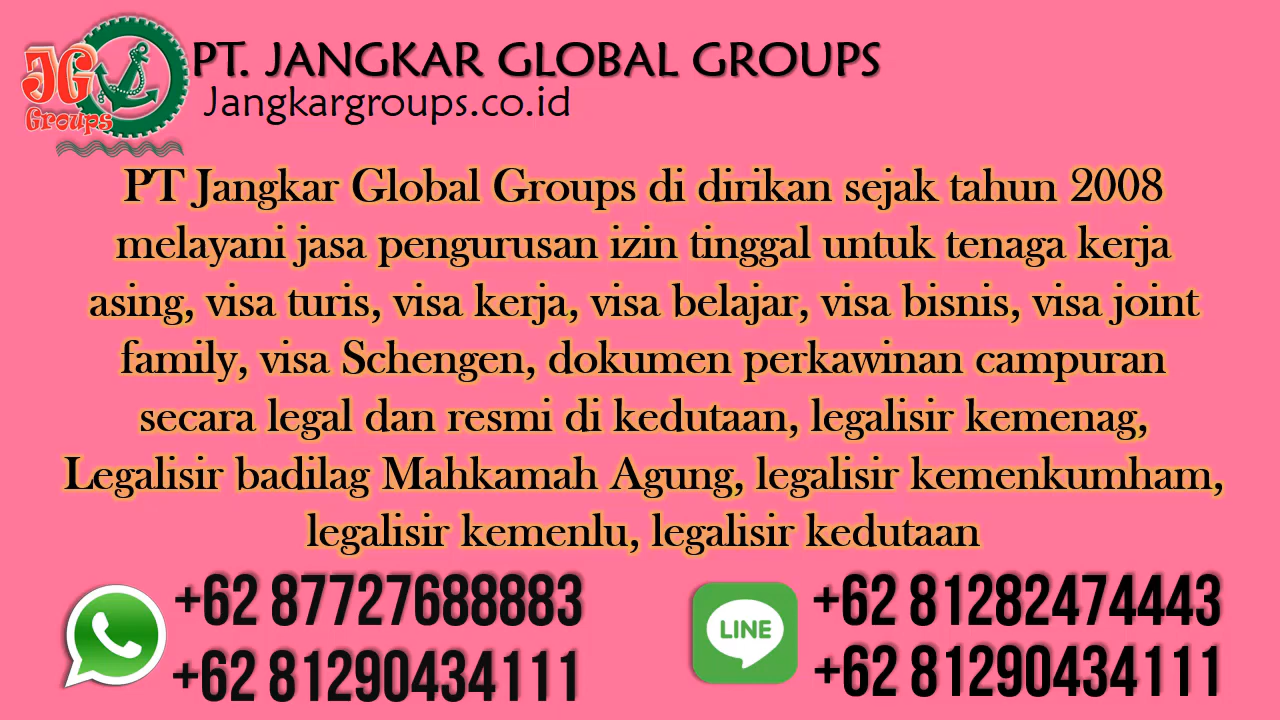 JG
Groups
PT. JANGKAR GLOBAL GROUPS
Jangkargroups.co.id
PT Jangkar Global Groups di dirikan sejak tahun 2008
melayani jasa pengurusan izin tinggal untuk tenaga kerja
asing, visa turis, visa kerja, visa belajar, visa bisnis, visa joint
family, visa Schengen, dokumen perkawinan campuran
secara legal dan resmi di kedutaan, legalisir kemenag,
Legalisir badilag Mahkamah Agung, legalisir kemenkumham,
legalisir kemenlu, legalisir kedutaan
+62 87727688883
+62 81290434111
LINE
+62 81282474443
+62 81290434111